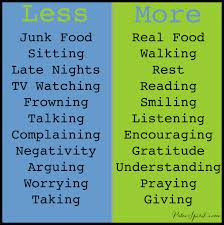 Less More
Junk Food Real Food
Sitting Walking
Late Nights Rest
TV Watching Reading
Frowning Smiling
Talking Listening
Complaining Encouraging
Negativity Gratitude
Arguing Understanding
Worrying Praying
Taking Giving